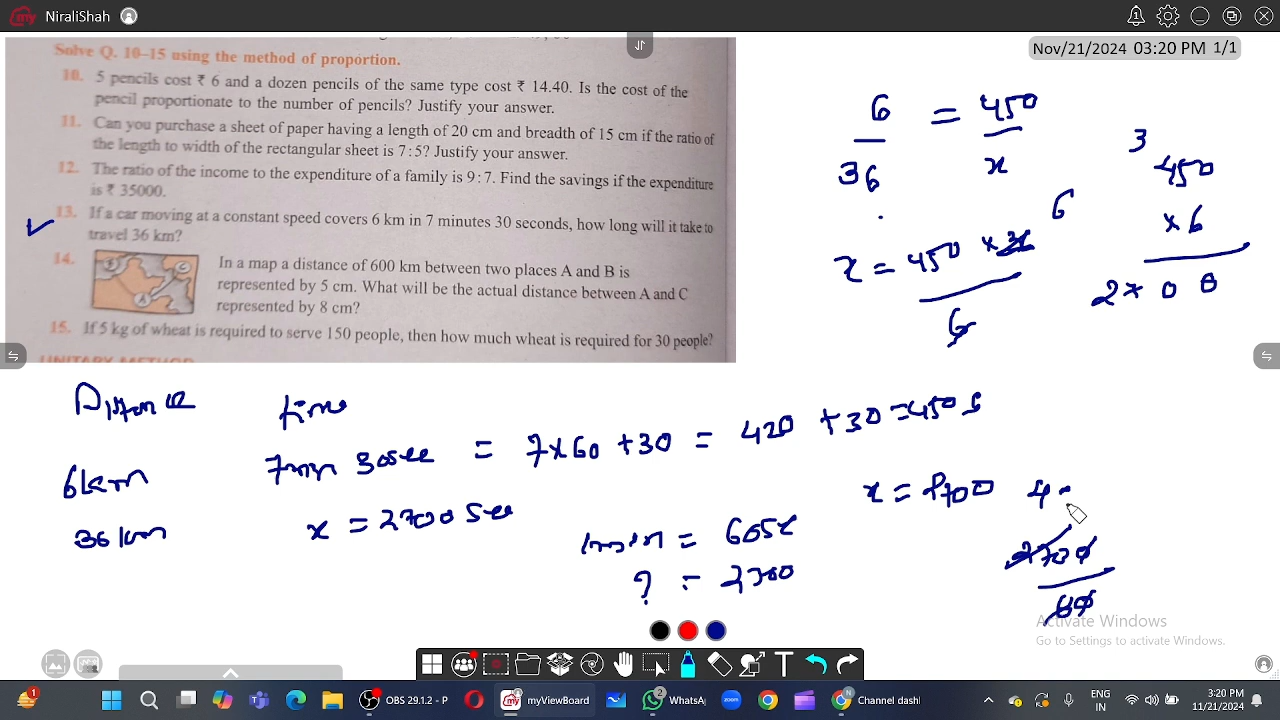 my NiraliShah
Nov/21/2024 03:20 PM 1/1
Solve Q. 10–15 using the method of proportion.
10. 5 pencils cost ₹ 6 and a dozen pencils of the same type cost ₹ 14.40. Is the cost of the
pencil proportionate to the number of pencils? Justify your answer.
11. Can you purchase a sheet of paper having a length of 20 cm and breadth of 15 cm if the ratio of
the length to width of the rectangular sheet is 7:5? Justify your answer.
12. The ratio of the income to the expenditure of a family is 9:7. Find the savings if the expenditure
is ₹ 35000.
13. If a car moving at a constant speed covers 6 km in 7 minutes 30 seconds, how long will it take to
travel 36 km?
14. In a map a distance of 600 km between two places A and B is
represented by 5 cm. What will be the actual distance between A and C
represented by 8 cm?
15. If 5 kg of wheat is required to serve 150 people, then how much wheat is required for 30 people?
UNITARY METHOD
6 = 450
36 x
x = 450 × 36 6
6
3
450
× 6
2700
Distance time
6km 7min 30sec = 7×60 +30 = 420 +30 =450 s
36 km x = 2700 Sec
1min = 60sec
? = 2700
x = 2700 4
2700
60
Activate Windows
Go to Settings to activate Windows.
OBS 29.1.2 - P
myViewBoard
WhatsAp
zoom
Channel dashl
ENG
IN
3:20 PM
11/21/2024